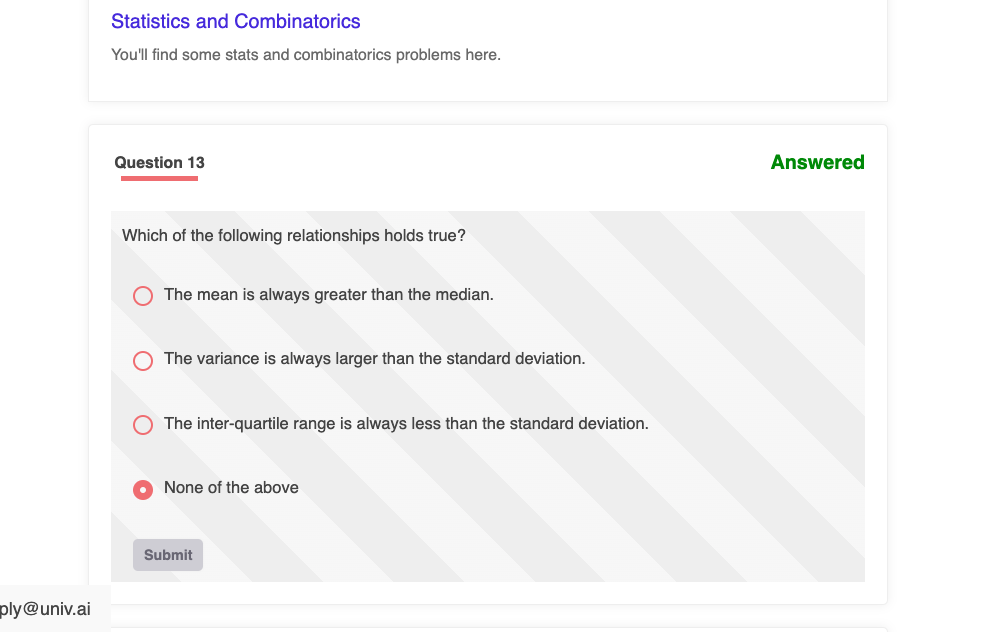 Statistics and Combinatorics
You'll find some stats and combinatorics problems here.
Question 13
Answered
Which of the following relationships holds true?
The mean is always greater than the median.
The variance is always larger than the standard deviation.
The inter-quartile range is always less than the standard deviation.
None of the above
Submit
ply@univ.ai